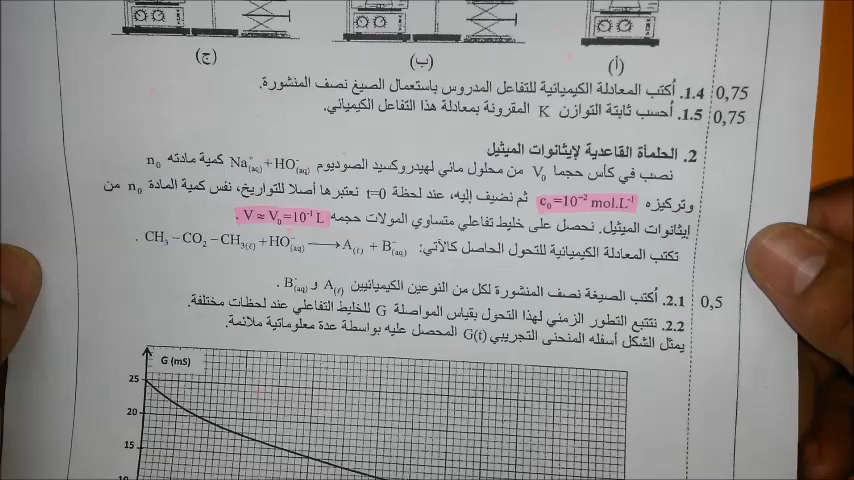 (أ) (ب) (ج)
0,75 1.4. أكتب المعادلة الكيميائية للتفاعل المدروس باستعمال الصيغ نصف المنشورة.
0,75 1.5. أحسب ثابتة التوازن K المقرونة بمعادلة هذا التفاعل الكيميائي.
2. الحلمأة القاعدية لإيثانوات الميثيل
نصب في كأس حجما V₀ من محلول مائي لهيدروكسيد الصوديوم Na⁺(aq)+HO⁻(aq) كمية مادته n₀
وتركيزه c₀=10⁻² mol.L⁻¹ ثم نضيف إليه، عند لحظة t=0 نعتبرها أصلا للتواريخ، نفس كمية المادة n₀ من
إيثانوات الميثيل. نحصل على خليط تفاعلي متساوي المولات حجمه V ≈ V₀=10⁻¹ L .
تكتب المعادلة الكيميائية للتحول الحاصل كالآتي: CH₃−CO₂−CH₃(ℓ)+HO⁻(aq) ⟶ A(ℓ) + B⁻(aq) .
0,5 2.1. أكتب الصيغة نصف المنشورة لكل من النوعين الكيميائيين A(ℓ) و B⁻(aq) .
2.2. نتتبع التطور الزمني لهذا التحول بقياس المواصلة G للخليط التفاعلي عند لحظات مختلفة.
يمثل الشكل أسفله المنحنى التجريبي G(t) المحصل عليه بواسطة عدة معلوماتية ملائمة.
G (mS)
25
20
15
10